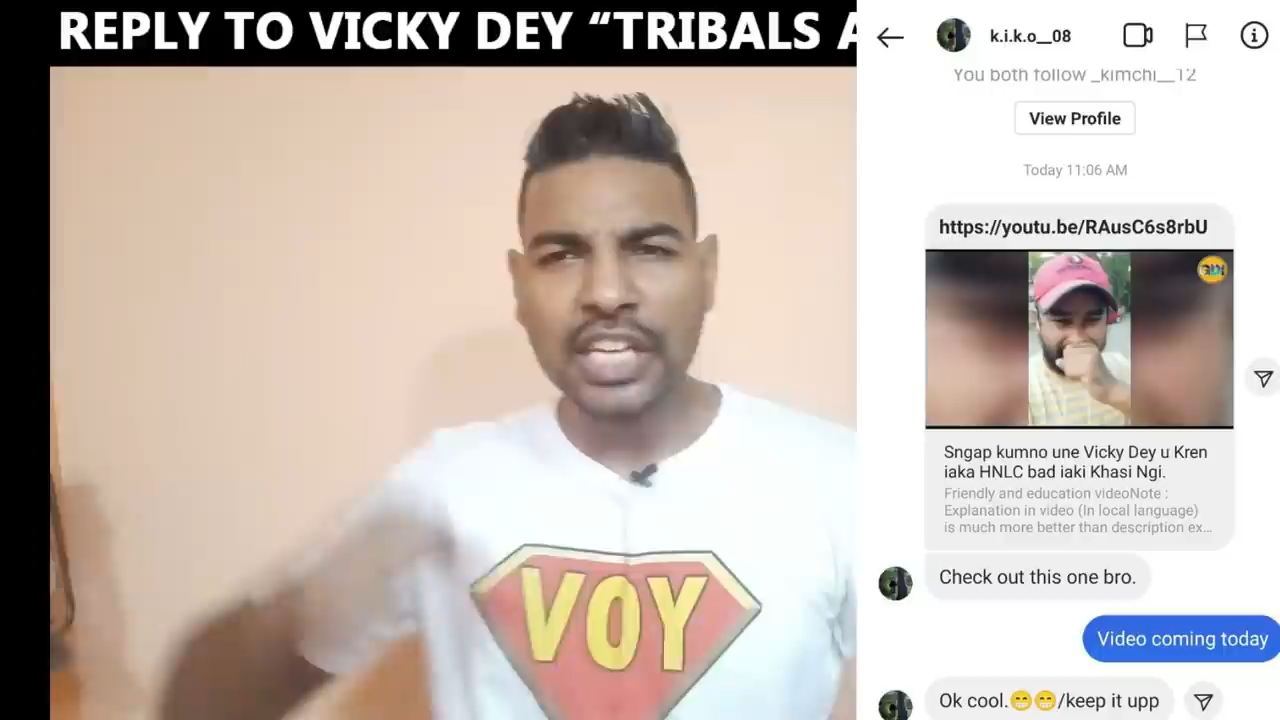 REPLY TO VICKY DEY “TRIBALS A
VOY
k.i.k.o__08
You both follow _kimchi__12
View Profile
Today 11:06 AM
https://youtu.be/RAusC6s8rbU
Sngap kumno une Vicky Dey u Kren
iaka HNLC bad iaki Khasi Ngi.
Friendly and education videoNote :
Explanation in video (In local language)
is much more better than description ex...
Check out this one bro.
Video coming today
Ok cool.😁😁/keep it upp